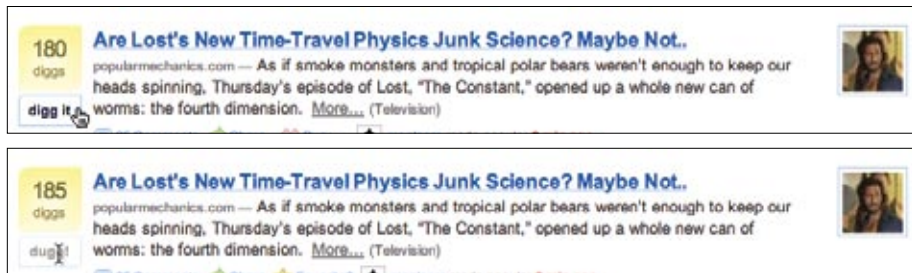 180
diggs
digg it
Are Lost's New Time-Travel Physics Junk Science? Maybe Not..
popularmechanics.com — As if smoke monsters and tropical polar bears weren't enough to keep our
heads spinning, Thursday's episode of Lost, "The Constant," opened up a whole new can of
worms: the fourth dimension. More... (Television)
185
diggs
dugg!
Are Lost's New Time-Travel Physics Junk Science? Maybe Not..
popularmechanics.com — As if smoke monsters and tropical polar bears weren't enough to keep our
heads spinning, Thursday's episode of Lost, "The Constant," opened up a whole new can of
worms: the fourth dimension. More... (Television)